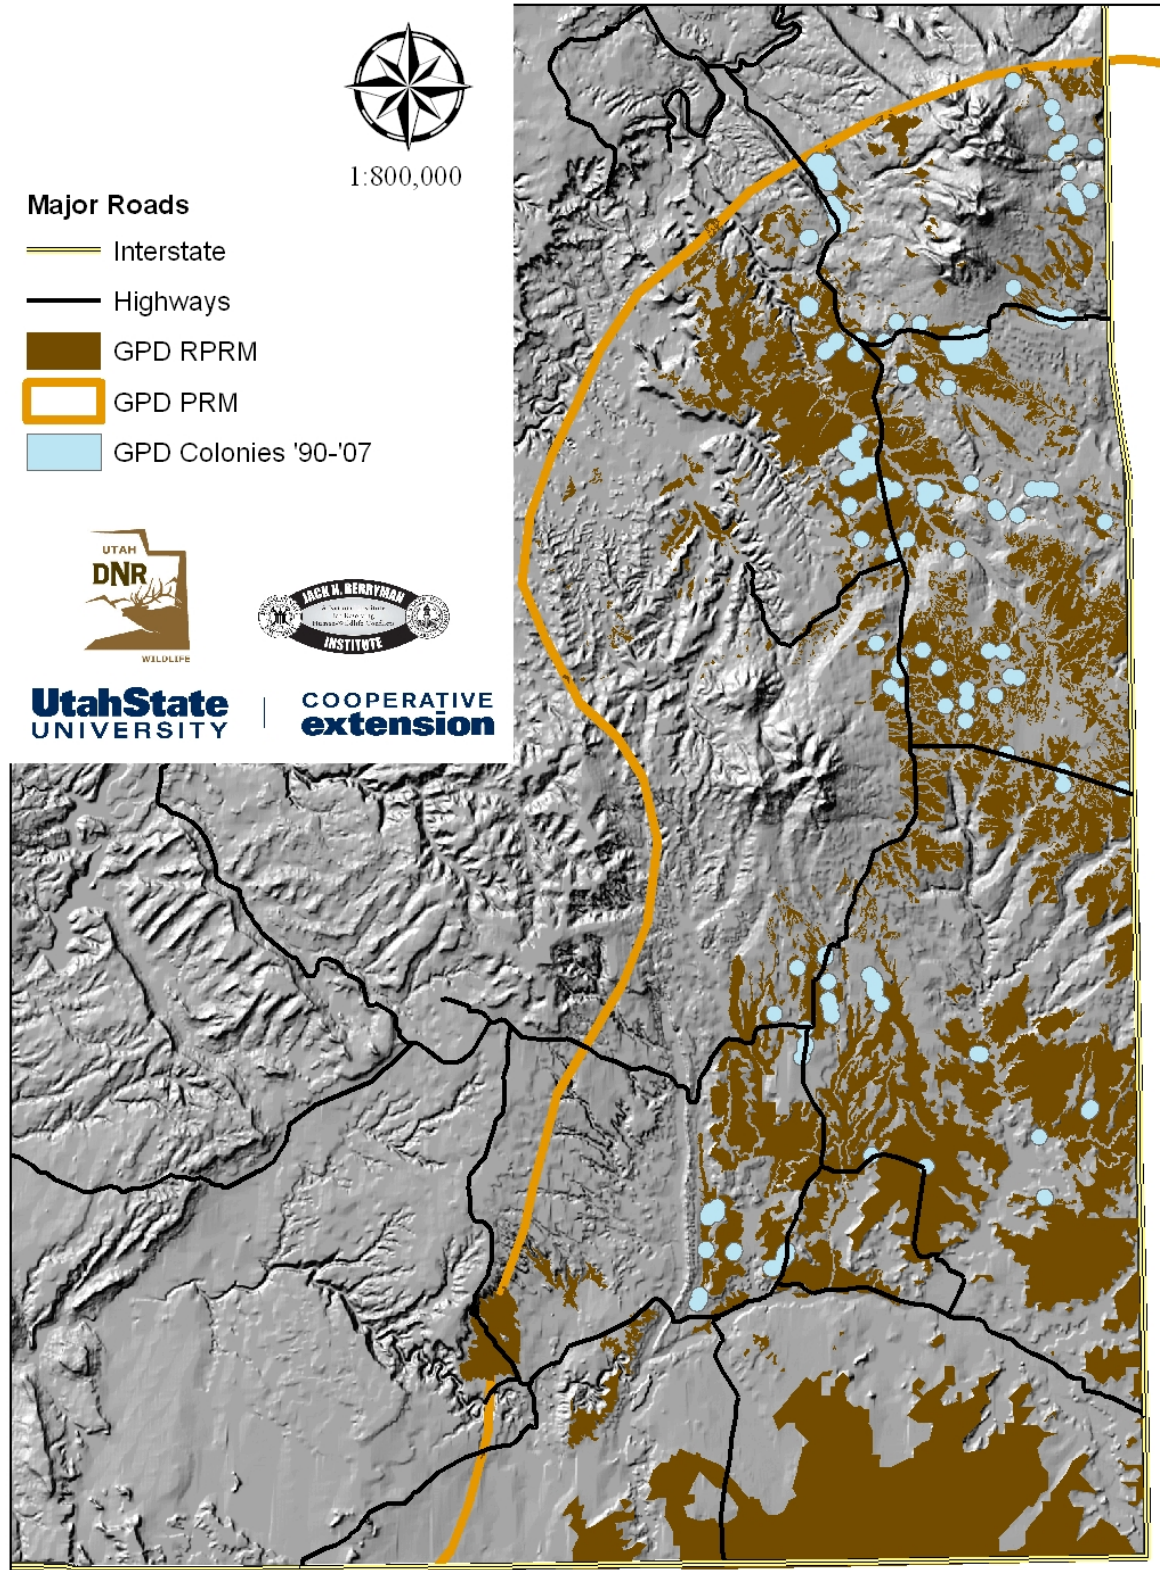 1:800,000
Major Roads
Interstate
Highways
GPD RPRM
GPD PRM
GPD Colonies '90-'07
UTAH
DNR
WILDLIFE
JACK H. BERRYMAN
INSTITUTE
UtahState
UNIVERSITY
COOPERATIVE
extension